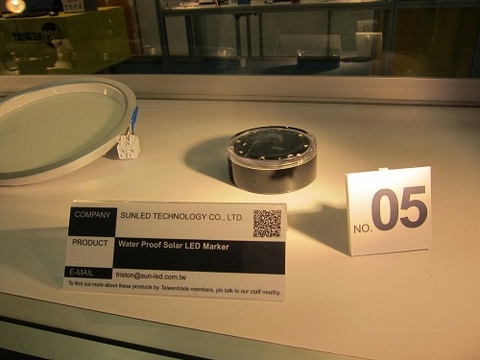 COMPANY SUNLED TECHNOLOGY CO., LTD.
PRODUCT Water Proof Solar LED Marker
E-MAIL triston@sun-led.com.tw
To find out more about these products by Taiwantrade members, pls talk to our staff nearby.
NO. 05